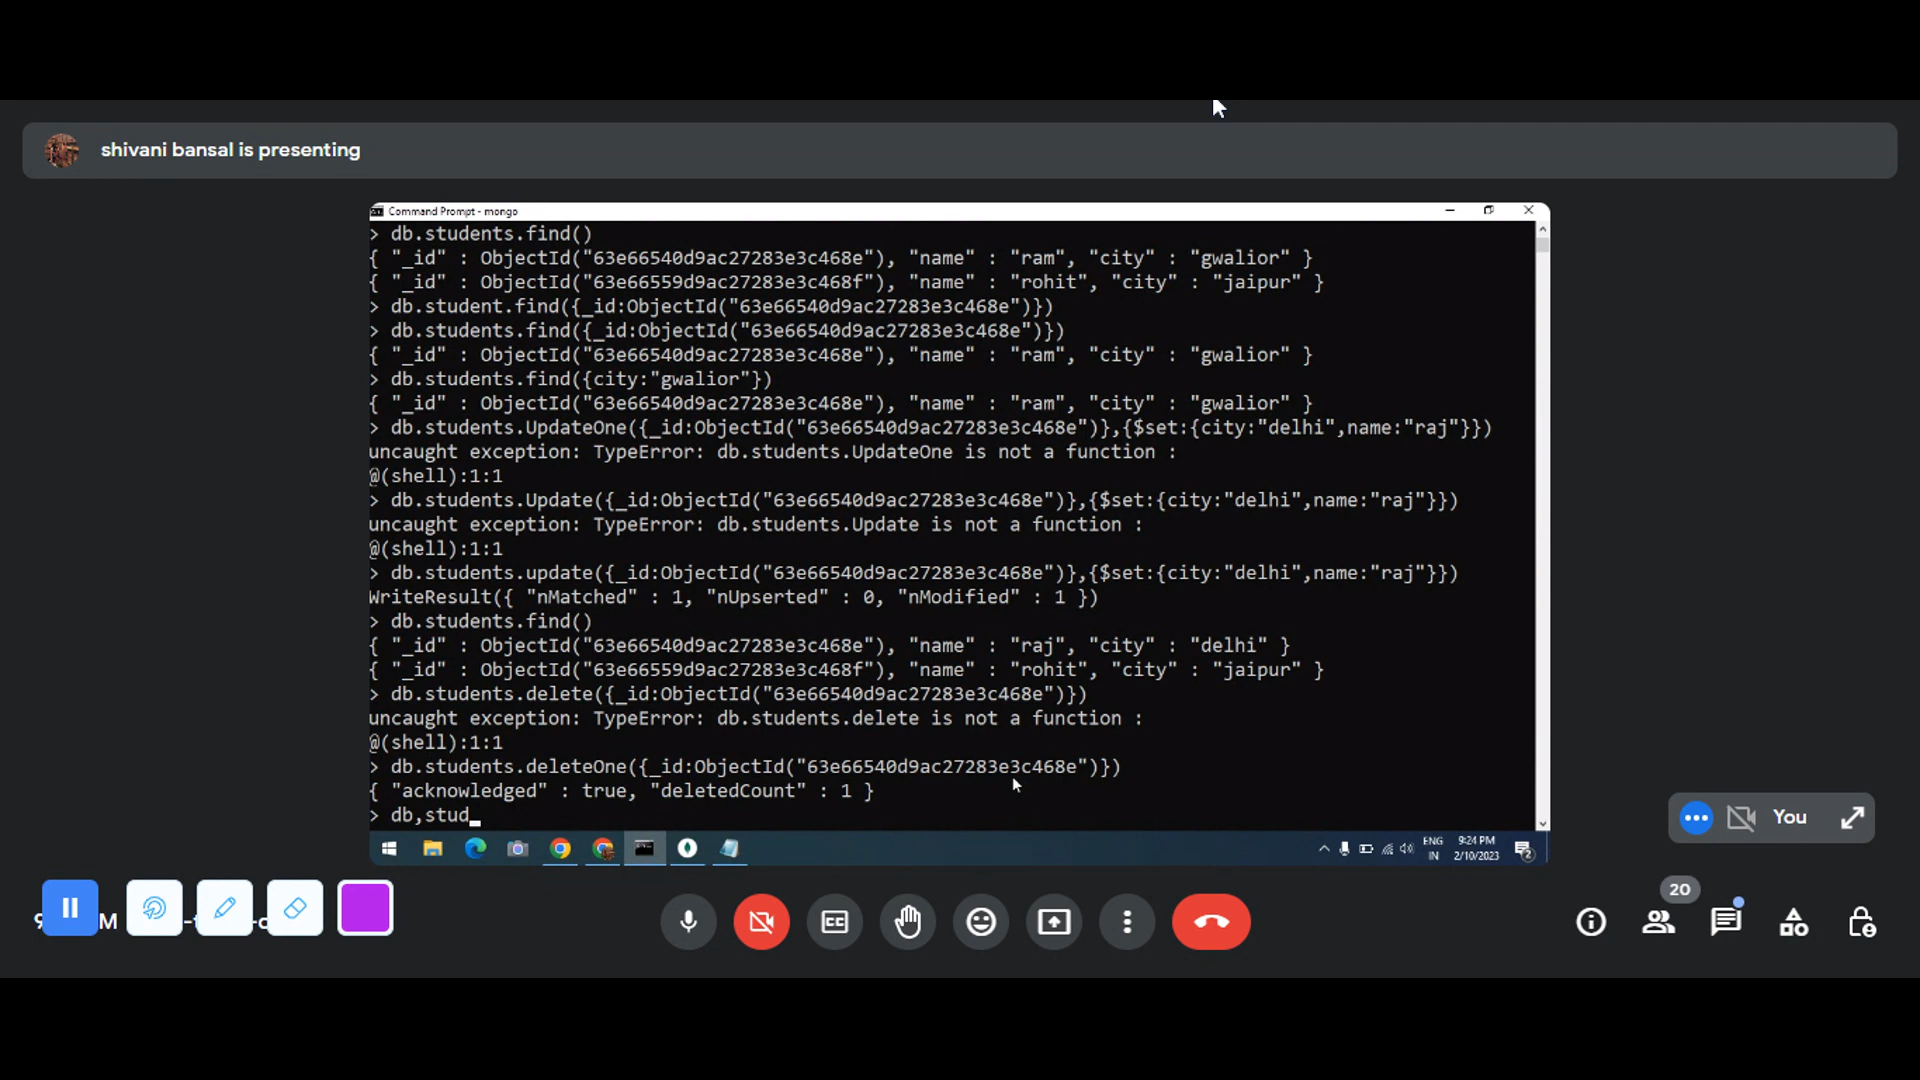 shivani bansal is presenting
Command Prompt - mongo
> db.students.find()
{ "_id" : ObjectId("63e66540d9ac27283e3c468e"), "name" : "ram", "city" : "gwalior" }
{ "_id" : ObjectId("63e66559d9ac27283e3c468f"), "name" : "rohit", "city" : "jaipur" }
> db.student.find({_id:ObjectId("63e66540d9ac27283e3c468e")})
> db.students.find({_id:ObjectId("63e66540d9ac27283e3c468e")})
{ "_id" : ObjectId("63e66540d9ac27283e3c468e"), "name" : "ram", "city" : "gwalior" }
> db.students.find({city:"gwalior"})
{ "_id" : ObjectId("63e66540d9ac27283e3c468e"), "name" : "ram", "city" : "gwalior" }
> db.students.UpdateOne({_id:ObjectId("63e66540d9ac27283e3c468e")},{$set:{city:"delhi",name:"raj"}})
uncaught exception: TypeError: db.students.UpdateOne is not a function :
@(shell):1:1
> db.students.Update({_id:ObjectId("63e66540d9ac27283e3c468e")},{$set:{city:"delhi",name:"raj"}})
uncaught exception: TypeError: db.students.Update is not a function :
@(shell):1:1
> db.students.update({_id:ObjectId("63e66540d9ac27283e3c468e")},{$set:{city:"delhi",name:"raj"}})
WriteResult({ "nMatched" : 1, "nUpserted" : 0, "nModified" : 1 })
> db.students.find()
{ "_id" : ObjectId("63e66540d9ac27283e3c468e"), "name" : "raj", "city" : "delhi" }
{ "_id" : ObjectId("63e66559d9ac27283e3c468f"), "name" : "rohit", "city" : "jaipur" }
> db.students.delete({_id:ObjectId("63e66540d9ac27283e3c468e")})
uncaught exception: TypeError: db.students.delete is not a function :
@(shell):1:1
> db.students.deleteOne({_id:ObjectId("63e66540d9ac27283e3c468e")})
{ "acknowledged" : true, "deletedCount" : 1 }
> db,stud_
You
ENG 9:24 PM
IN 2/10/2023
2
20
CC